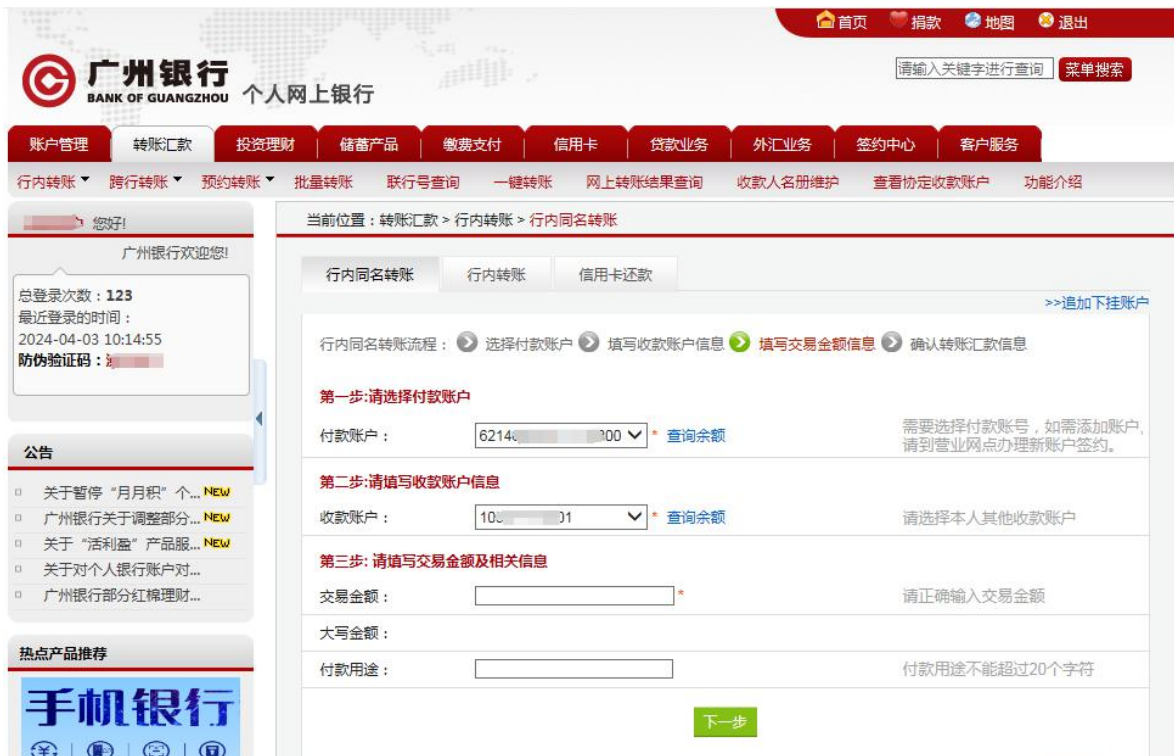 首页 捐款 地图 退出
广州银行
BANK OF GUANGZHOU
个人网上银行
请输入关键字进行查询 菜单搜索
账户管理 转账汇款 投资理财 储蓄产品 缴费支付 信用卡 贷款业务 外汇业务 签约中心 客户服务
行内转账 跨行转账 预约转账 批量转账 联行号查询 一键转账 网上转账结果查询 收款人名册维护 查看协定收款账户 功能介绍
您好!
广州银行欢迎您!
总登录次数：123
最近登录的时间：
2024-04-03 10:14:55
防伪验证码：
公告
关于暂停“月月积”个... NEW
广州银行关于调整部分... NEW
关于“活利盈”产品服... NEW
关于对个人银行账户对...
广州银行部分红棉理财...
热点产品推荐
手机银行
当前位置：转账汇款 > 行内转账 > 行内同名转账
行内同名转账 行内转账 信用卡还款
>>追加下挂账户
行内同名转账流程： 选择付款账户 填写收款账户信息 填写交易金额信息 确认转账汇款信息
第一步:请选择付款账户
付款账户： 6214 00 * 查询余额 需要选择付款账号，如需添加账户,
请到营业网点办理新账户签约。
第二步:请填写收款账户信息
收款账户： 10 01 * 查询余额 请选择本人其他收款账户
第三步: 请填写交易金额及相关信息
交易金额： * 请正确输入交易金额
大写金额：
付款用途： 付款用途不能超过20个字符
下一步